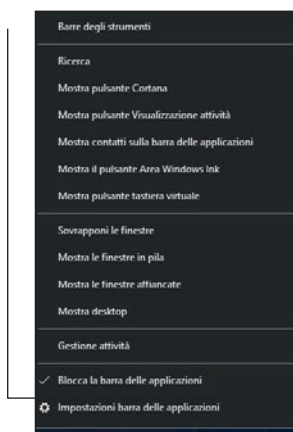 Barre degli strumenti
Ricerca
Mostra pulsante Cortana
Mostra pulsante Visualizzazione attività
Mostra contatti sulla barra delle applicazioni
Mostra il pulsante Area Windows Ink
Mostra pulsante tastiera virtuale
Sovrapponi le finestre
Mostra le finestre in pila
Mostra le finestre affiancate
Mostra desktop
Gestione attività
Blocca la barra delle applicazioni
Impostazioni barra delle applicazioni